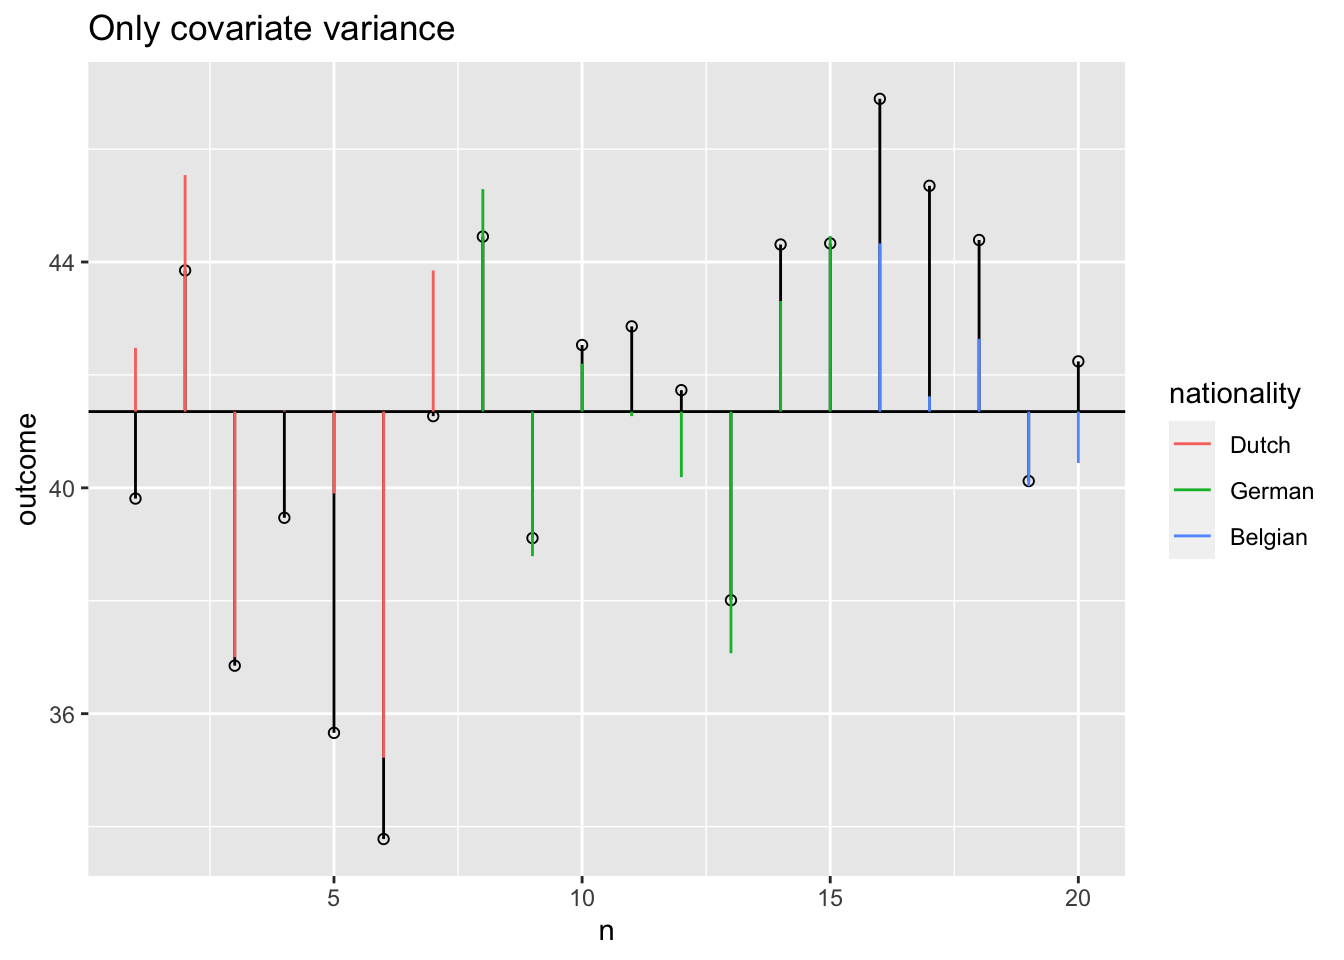 Only covariate variance
outcome
44
40
36
5
10
15
20
n
nationality
Dutch
German
Belgian